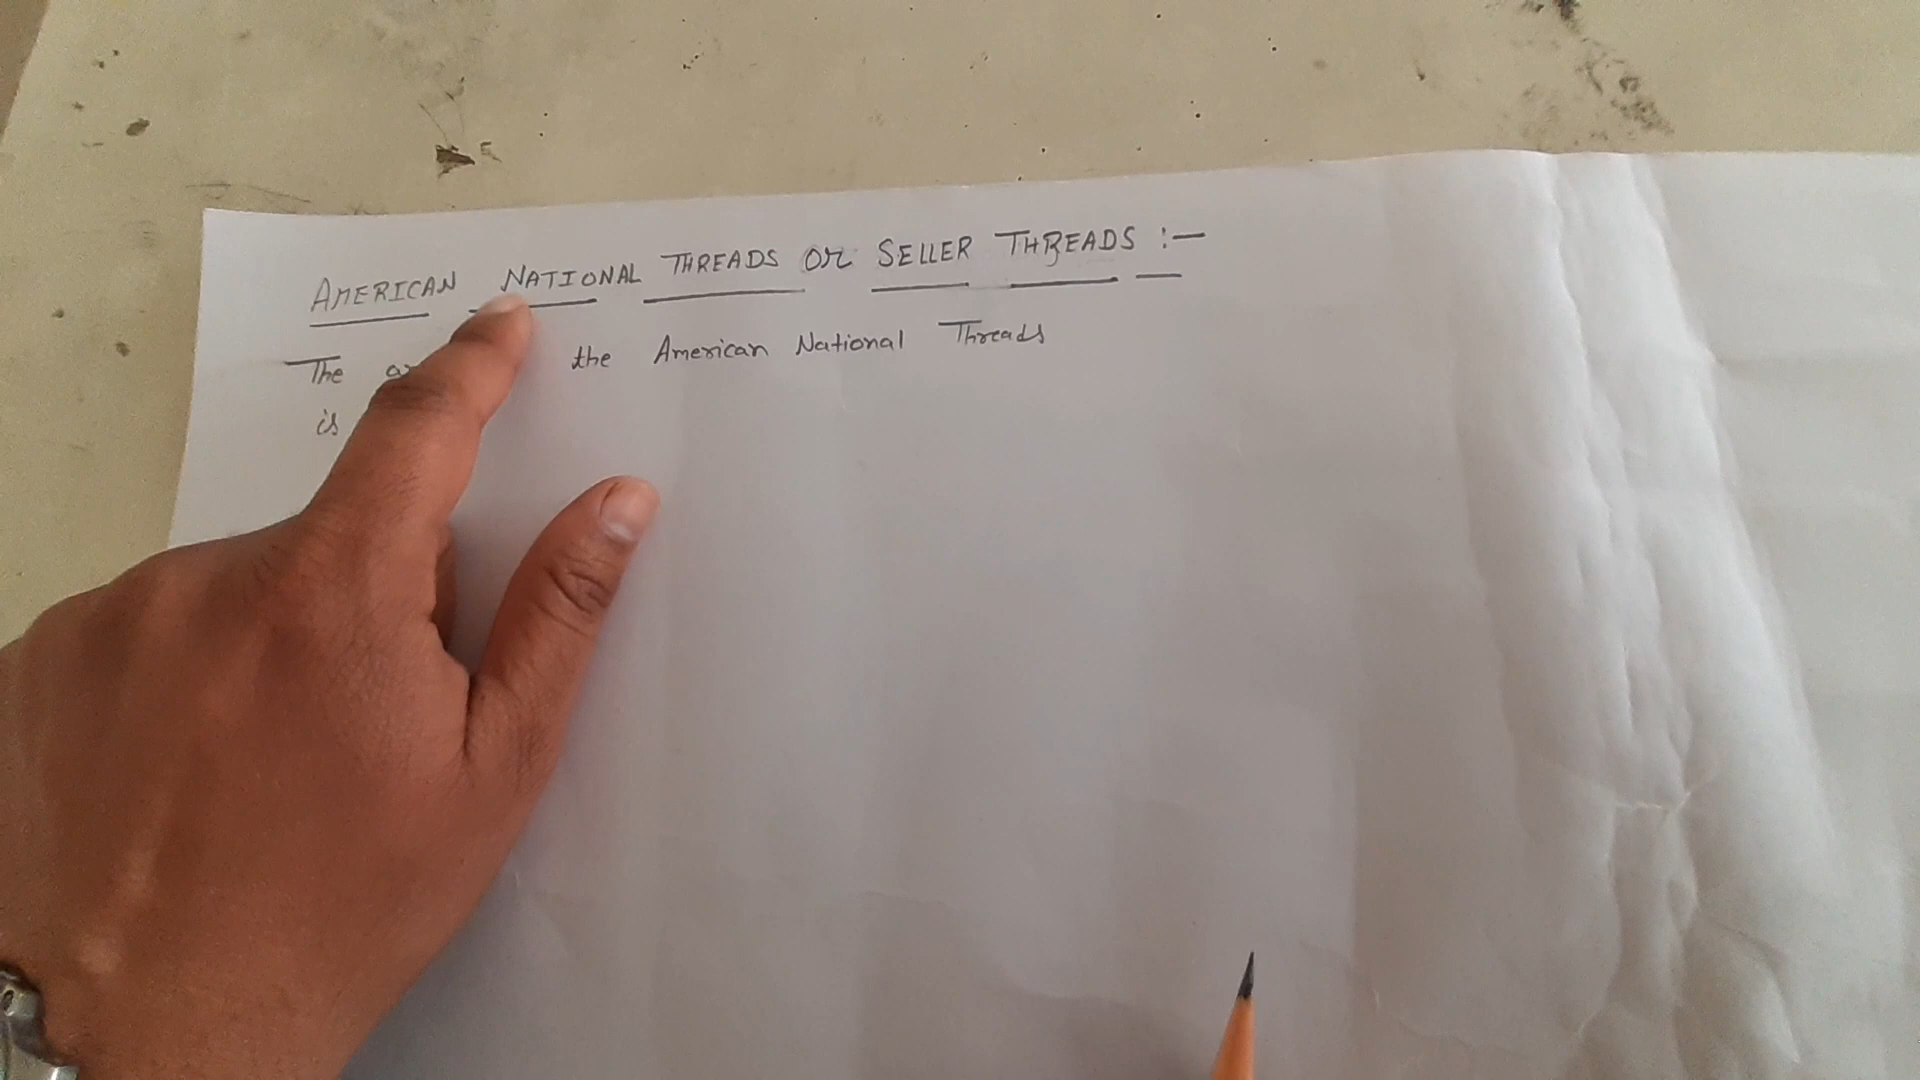 AMERICAN NATIONAL THREADS OR SELLER THREADS :-
The the American National Threads
is